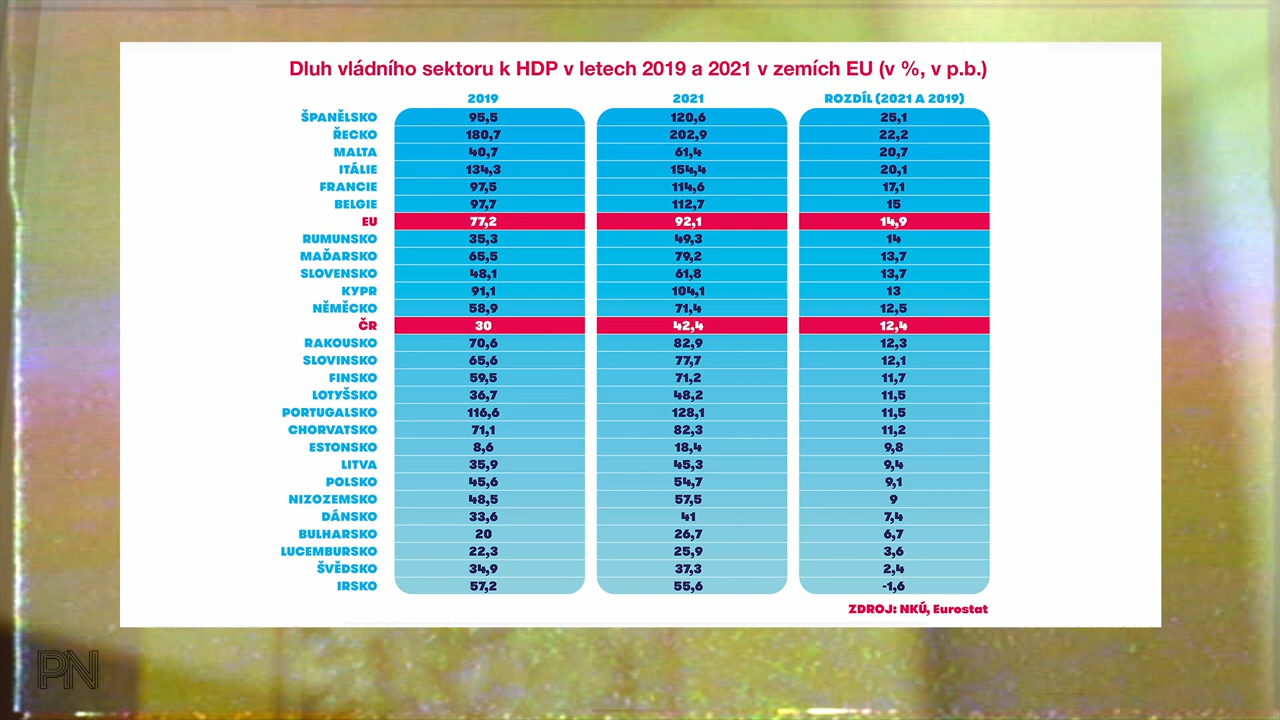 Dluh vládního sektoru k HDP v letech 2019 a 2021 v zemích EU (v %, v p.b.)
2019 2021 ROZDÍL (2021 A 2019)
ŠPANĚLSKO 95,5 120,6 25,1
ŘECKO 180,7 202,9 22,2
MALTA 40,7 61,4 20,7
ITÁLIE 134,3 154,4 20,1
FRANCIE 97,5 114,6 17,1
BELGIE 97,7 112,7 15
EU 77,2 92,1 14,9
RUMUNSKO 35,3 49,3 14
MAĎARSKO 65,5 79,2 13,7
SLOVENSKO 48,1 61,8 13,7
KYPR 91,1 104,1 13
NĚMĚCKO 58,9 71,4 12,5
ČR 30 42,4 12,4
RAKOUSKO 70,6 82,9 12,3
SLOVINSKO 65,6 77,7 12,1
FINSKO 59,5 71,2 11,7
LOTYŠSKO 36,7 48,2 11,5
PORTUGALSKO 116,6 128,1 11,5
CHORVATSKO 71,1 82,3 11,2
ESTONSKO 8,6 18,4 9,8
LITVA 35,9 45,3 9,4
POLSKO 45,6 54,7 9,1
NIZOZEMSKO 48,5 57,5 9
DÁNSKO 33,6 41 7,4
BULHARSKO 20 26,7 6,7
LUCEMBURSKO 22,3 25,9 3,6
ŠVÉDSKO 34,9 37,3 2,4
IRSKO 57,2 55,6 -1,6
ZDROJ: NKÚ, Eurostat
PN